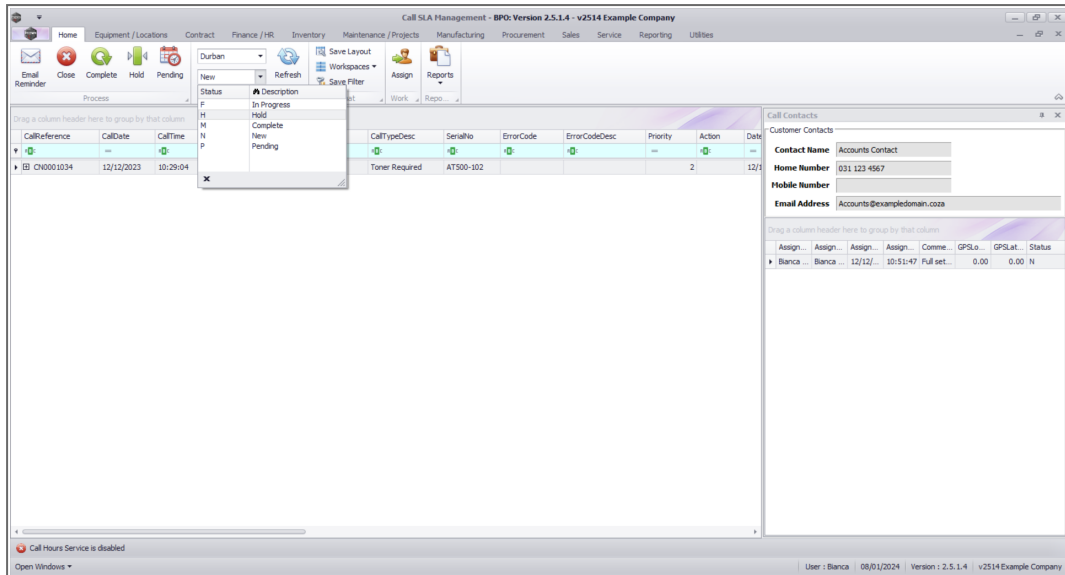 Call SLA Management - BPO: Version 2.5.1.4 - v2514 Example Company
Home Equipment / Locations Contract Finance / HR Inventory Maintenance / Projects Manufacturing Procurement Sales Service Reporting Utilities
Email Reminder Close Complete Hold Pending
Durban
New
Refresh
Save Layout
Workspaces
Save Filter
Assign
Reports
Process Work Repo...
Status Description
F In Progress
H Hold
M Complete
N New
P Pending
Drag a column header here to group by that column
CallReference CallDate CallTime CallTypeDesc SerialNo ErrorCode ErrorCodeDesc Priority Action Date
CN0001034 12/12/2023 10:29:04 Toner Required AT500-102 2 12/1
Call Contacts
Customer Contacts
Contact Name Accounts Contact
Home Number 031 123 4567
Mobile Number
Email Address Accounts@exampledomain.coza
Drag a column header here to group by that column
Assign... Assign... Assign... Assign... Comme... GPSLo... GPSLat... Status
Bianca ... Bianca ... 12/12/... 10:51:47 Full set... 0.00 0.00 N
Call Hours Service is disabled
Open Windows
User : Bianca 08/01/2024 Version : 2.5.1.4 v2514 Example Company